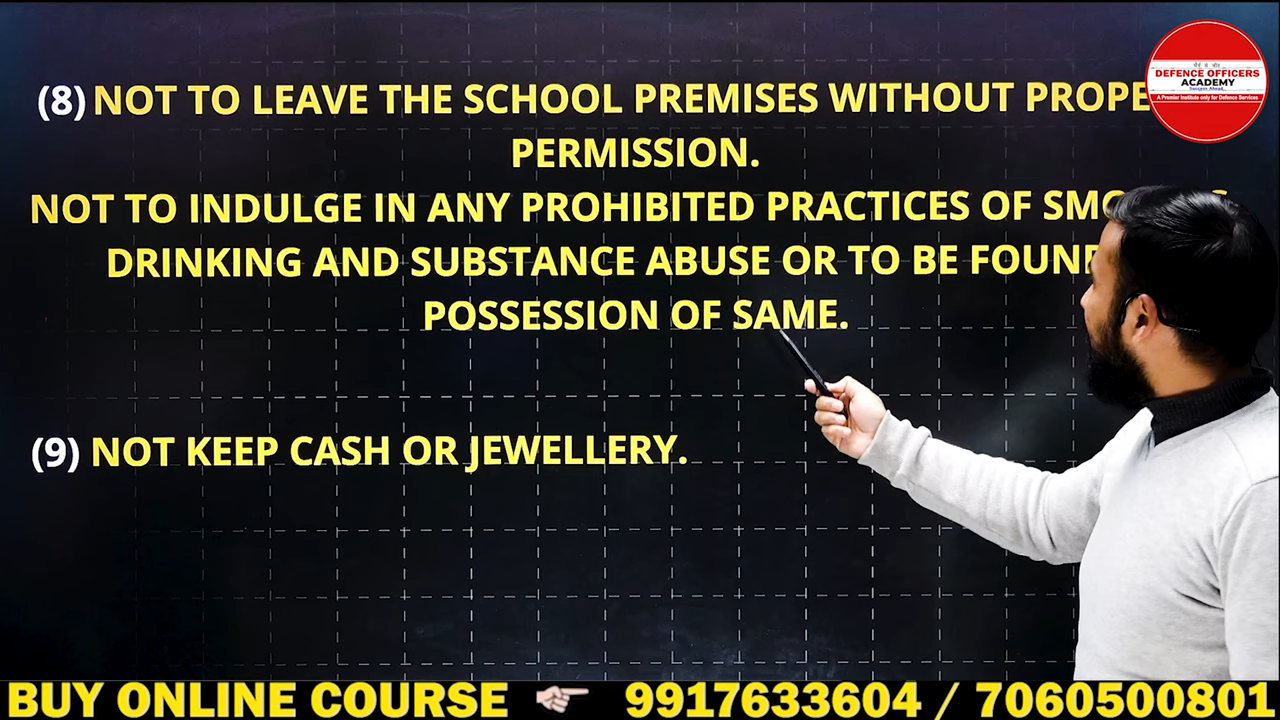 (8) NOT TO LEAVE THE SCHOOL PREMISES WITHOUT
PERMISSION.
NOT TO INDULGE IN ANY PROHIBITED PRACTICES OF
DRINKING AND SUBSTANCE ABUSE OR TO BE
POSSESSION OF SAME.
(9) NOT KEEP CASH OR JEWELLERY.
DEFENCE OFFICERS
ACADEMY
Success Ahead...
A Premier Institute only for Defence Services
BUY ONLINE COURSE 9917633604 / 7060500801